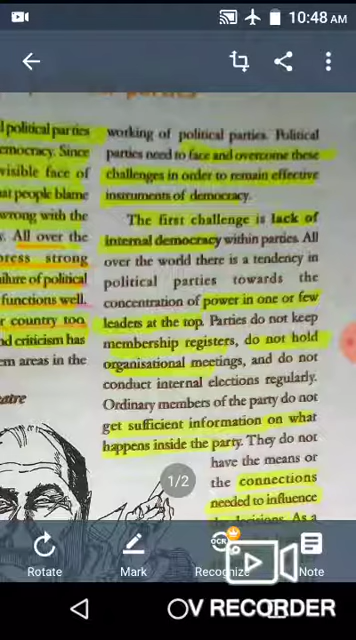 10:48 AM
political parties
emocracy. Since
visible face of
at people blame
wrong with the
All over the
press strong
ailure of political
functions well.
r country too
d criticism has
em areas in the
working of political parties. Political
parties need to face and overcome these
challenges in order to remain effective
instruments of democracy.
The first challenge is lack of
internal democracy within parties. All
over the world there is a tendency in
political parties towards the
concentration of power in one or few
leaders at the top. Parties do not keep
membership registers, do not hold
organisational meetings, and do not
conduct internal elections regularly.
Ordinary members of the party do not
get sufficient information on what
happens inside the party. They do not
have the means or
the connections
needed to influence
decisions. As a
1/2
OCR
Rotate
Mark
Recogniz
Note
V RECORDER